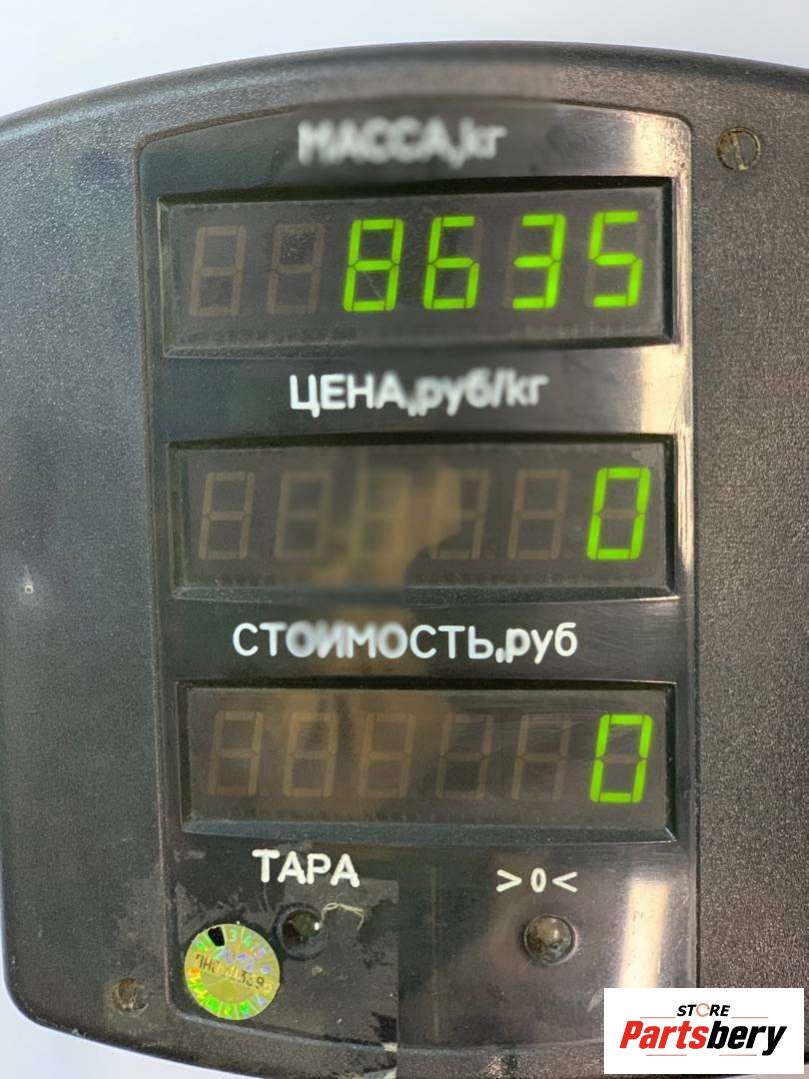 МАССА,кг
8635
ЦЕНА,руб/кг
0
СТОИМОСТЬ,руб
0
ТАРА
>0<
STORE
Partsbery